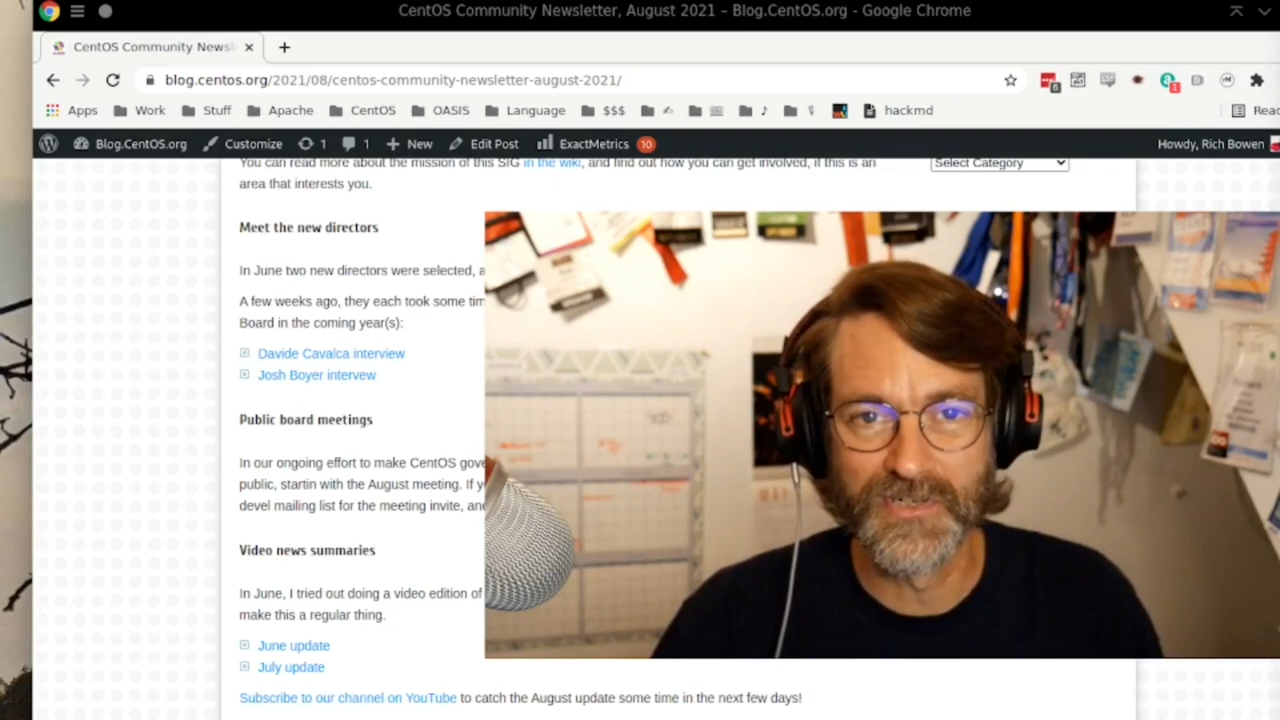 CentOS Community Newsletter, August 2021 – Blog.CentOS.org - Google Chrome
CentOS Community Newsl
blog.centos.org/2021/08/centos-community-newsletter-august-2021/
6
1
Apps Work Stuff Apache CentOS OASIS Language $$$ hackmd Read
Blog.CentOS.org Customize 1 1 New Edit Post ExactMetrics 10 Howdy, Rich Bowen
You can read more about the mission of this SIG in the wiki, and find out how you can get involved, if this is an
area that interests you.
Select Category
Meet the new directors
In June two new directors were selected, a
A few weeks ago, they each took some tim
Board in the coming year(s):
Davide Cavalca interview
Josh Boyer intervew
Public board meetings
In our ongoing effort to make CentOS gove
public, startin with the August meeting. If y
devel mailing list for the meeting invite, and
Video news summaries
In June, I tried out doing a video edition of
make this a regular thing.
June update
July update
Subscribe to our channel on YouTube to catch the August update some time in the next few days!